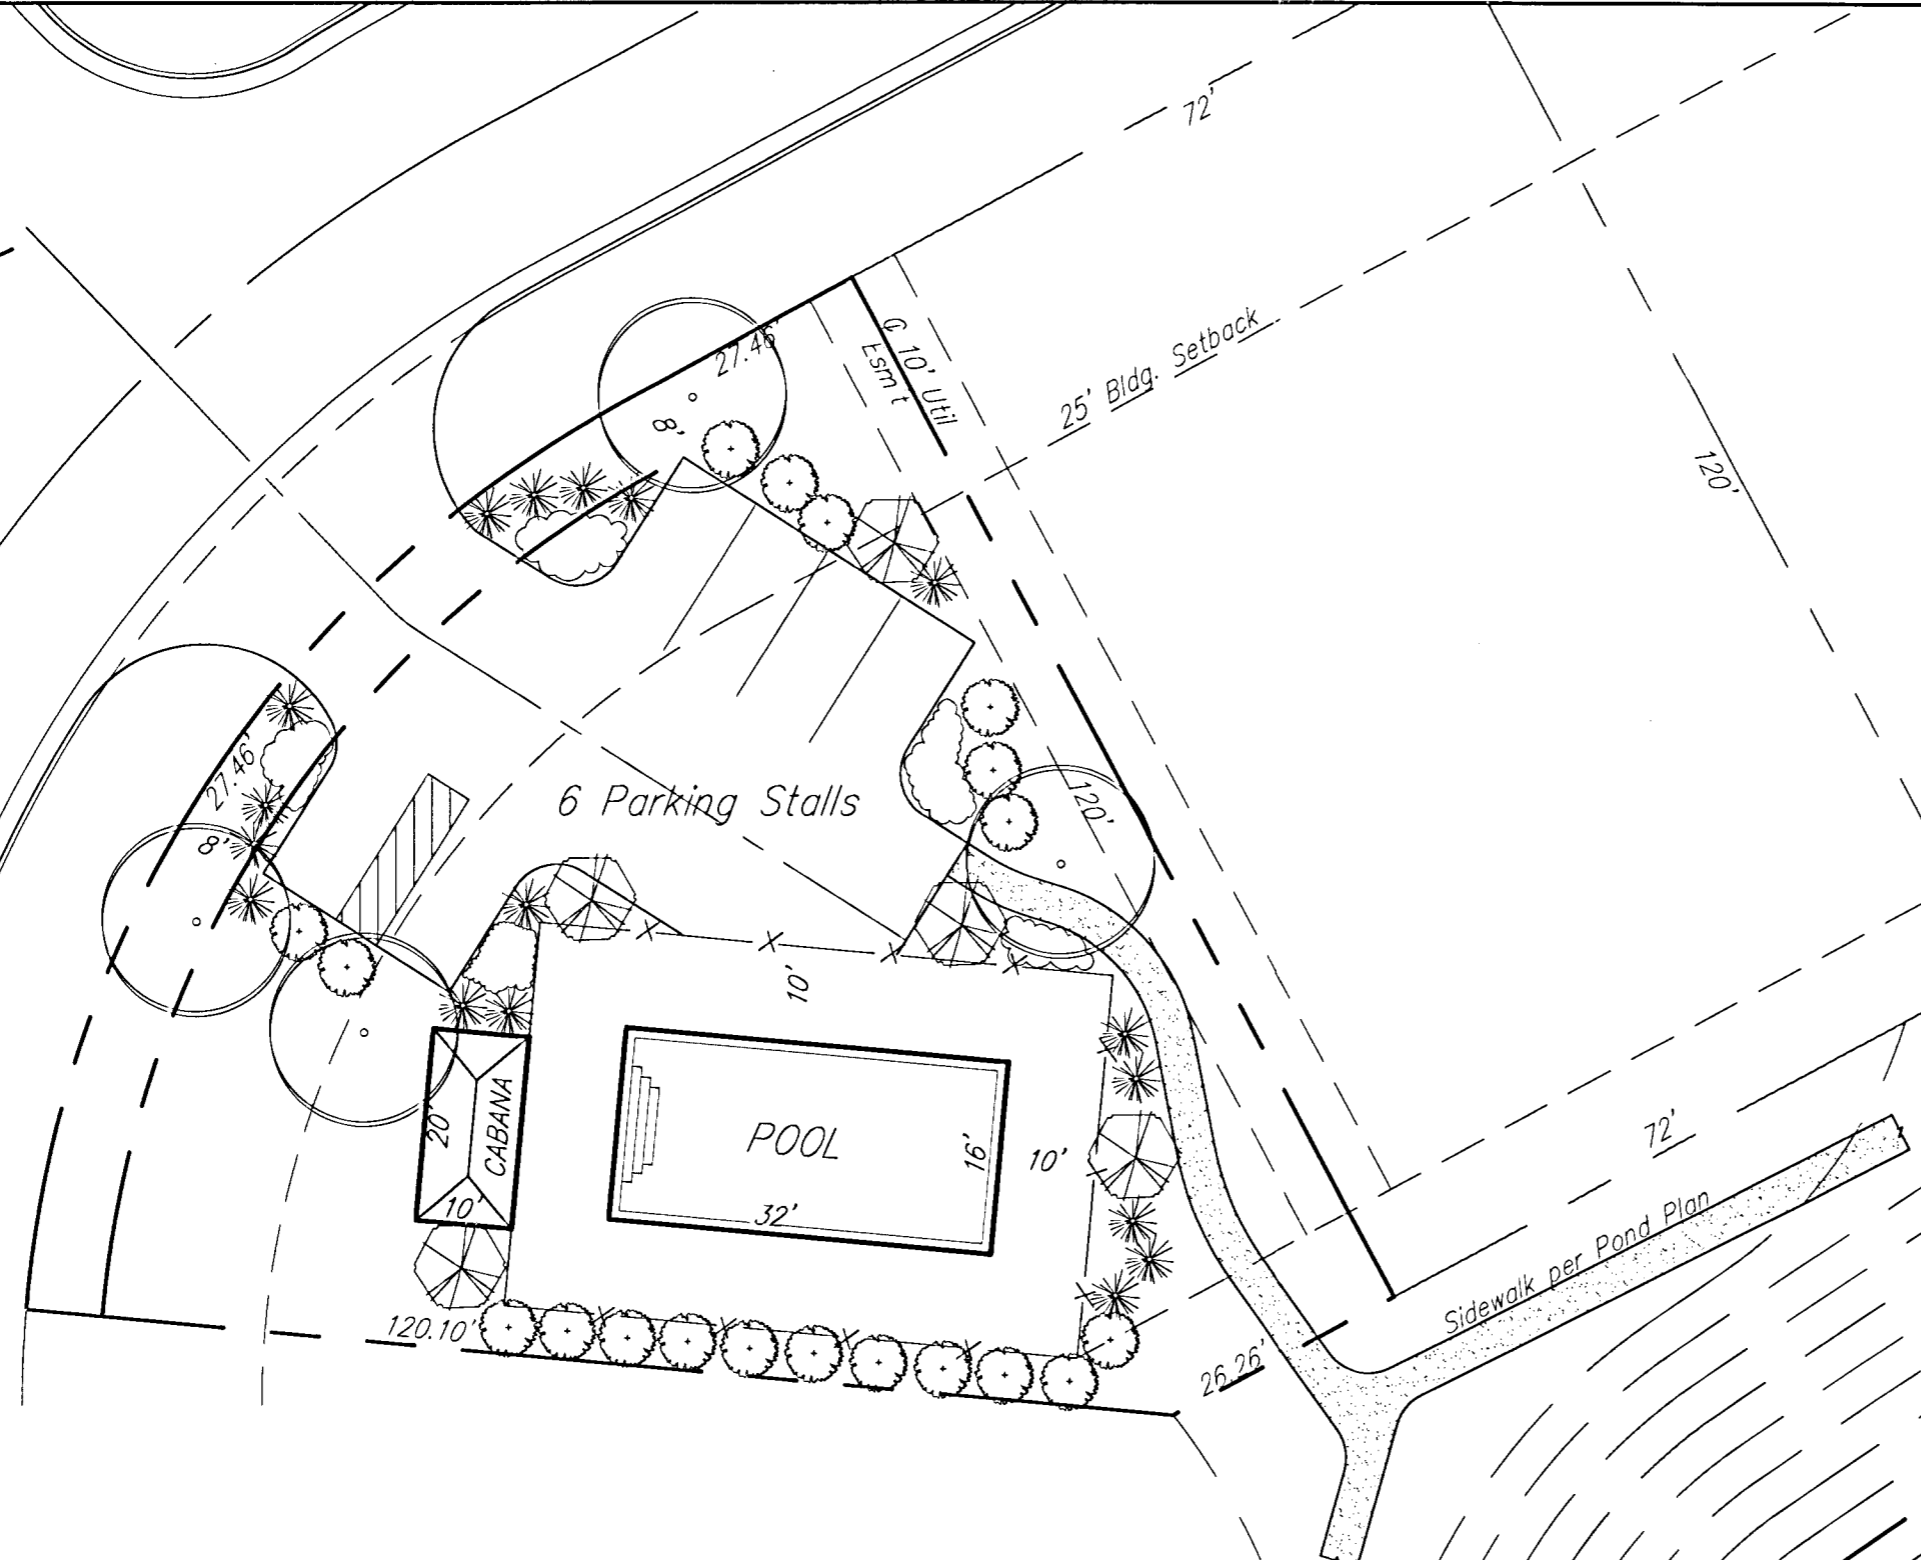 72'
27.46'
℄ 10' Util
Esm't
25' Bldg. Setback
8'
120'
27.46'
6 Parking Stalls
120'
8'
10'
20'
CABANA
10'
POOL
16'
32'
10'
72'
Sidewalk per Pond Plan
120.10'
26.26'